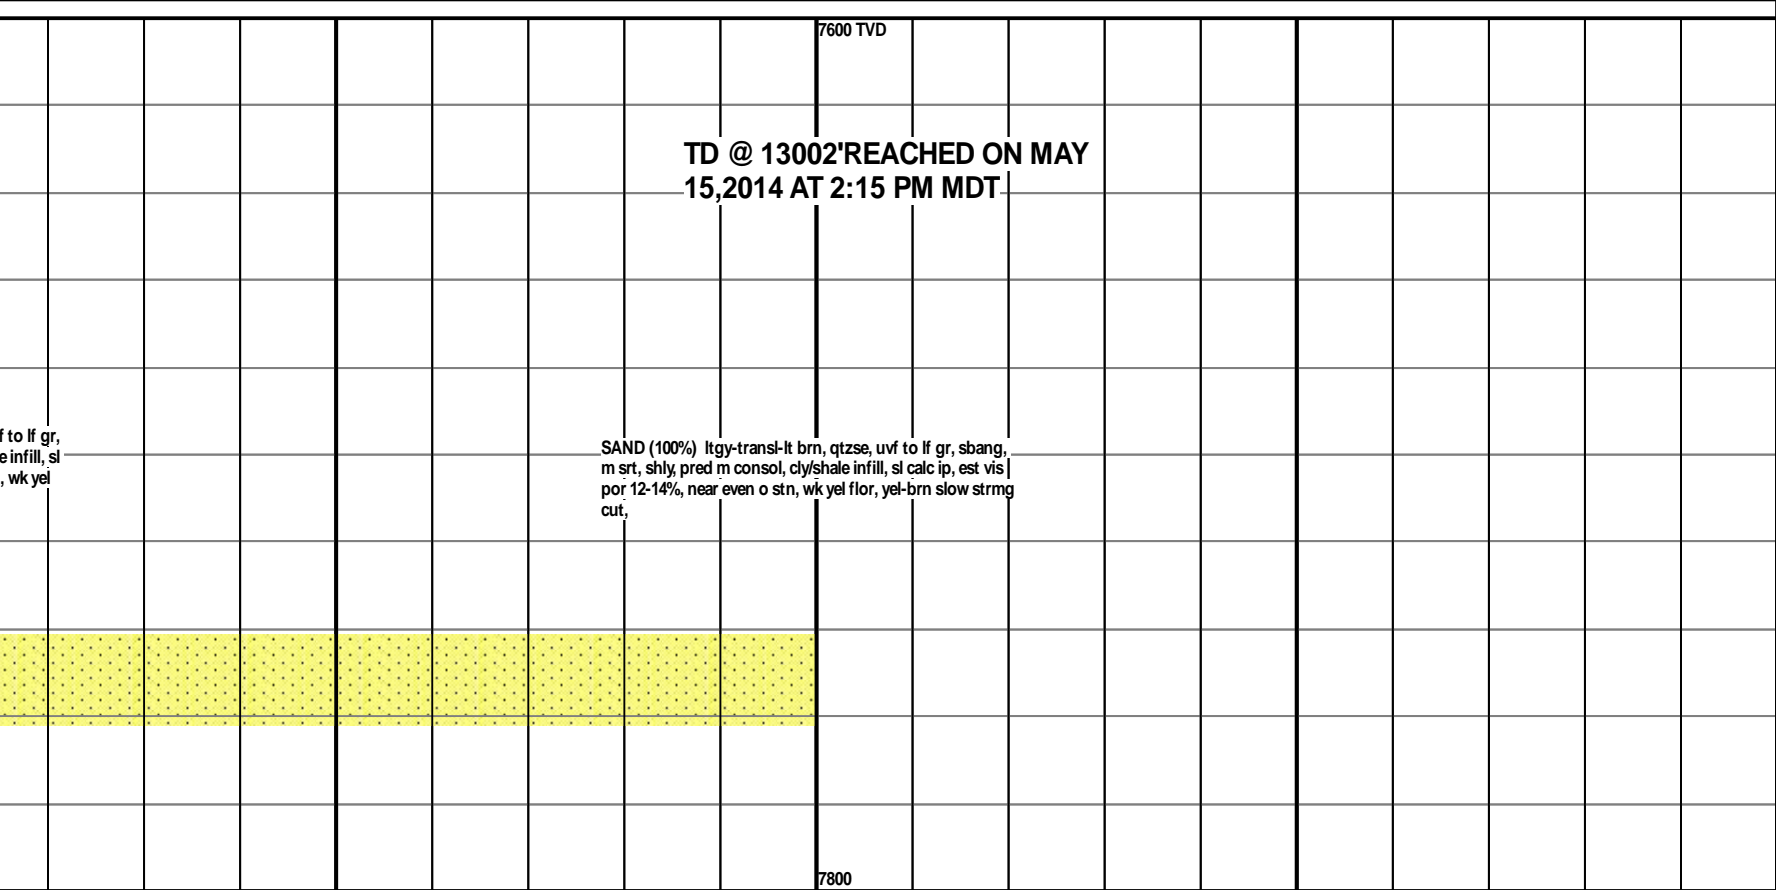 7600 TVD
TD @ 13002'REACHED ON MAY
15,2014 AT 2:15 PM MDT
f to lf gr,
e infill, sl
, wk yel
SAND (100%) ltgy-transl-lt brn, qtzse, uvf to lf gr, sbang,
m srt, shly, pred m consol, cly/shale infill, sl calc ip, est vis
por 12-14%, near even o stn, wk yel flor, yel-brn slow strmg
cut,
7800